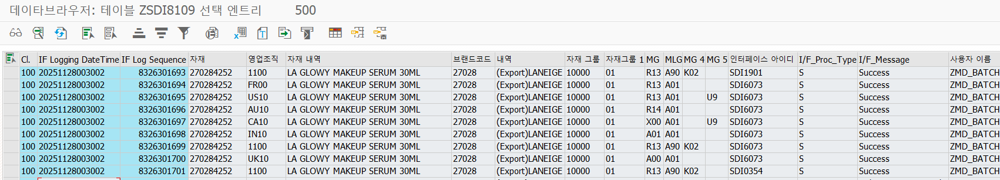 데이타브라우저: 테이블 ZSDI8109 선택 엔트리 500
Cl. IF Logging DateTime IF Log Sequence 자재 영업조직 자재 내역 브랜드코드 내역 자재 그룹 자재그룹 1 MG MLG MG 4 MG 5 인터페이스 아이디 I/F_Proc_Type I/F_Message 사용자 이름
100 20251128003002 8326301693 270284252 1100 LA GLOWY MAKEUP SERUM 30ML 27028 (Export)LANEIGE 10000 01 R13 A90 K02 SDI1901 S Success ZMD_BATCH
100 20251128003002 8326301694 270284252 FR00 LA GLOWY MAKEUP SERUM 30ML 27028 (Export)LANEIGE 10000 01 R13 A01 SDI6073 S Success ZMD_BATCH
100 20251128003002 8326301695 270284252 US10 LA GLOWY MAKEUP SERUM 30ML 27028 (Export)LANEIGE 10000 01 R13 A01 U9 SDI6073 S Success ZMD_BATCH
100 20251128003002 8326301696 270284252 AU10 LA GLOWY MAKEUP SERUM 30ML 27028 (Export)LANEIGE 10000 01 R14 A01 SDI6073 S Success ZMD_BATCH
100 20251128003002 8326301697 270284252 CA10 LA GLOWY MAKEUP SERUM 30ML 27028 (Export)LANEIGE 10000 01 X00 A01 U9 SDI6073 S Success ZMD_BATCH
100 20251128003002 8326301698 270284252 IN10 LA GLOWY MAKEUP SERUM 30ML 27028 (Export)LANEIGE 10000 01 A01 A01 SDI6073 S Success ZMD_BATCH
100 20251128003002 8326301699 270284252 1100 LA GLOWY MAKEUP SERUM 30ML 27028 (Export)LANEIGE 10000 01 R13 A90 K02 SDI6073 S Success ZMD_BATCH
100 20251128003002 8326301700 270284252 UK10 LA GLOWY MAKEUP SERUM 30ML 27028 (Export)LANEIGE 10000 01 A00 A01 SDI6073 S Success ZMD_BATCH
100 20251128003002 8326301701 270284252 1100 LA GLOWY MAKEUP SERUM 30ML 27028 (Export)LANEIGE 10000 01 R13 A90 K02 SDI0354 S Success ZMD_BATCH